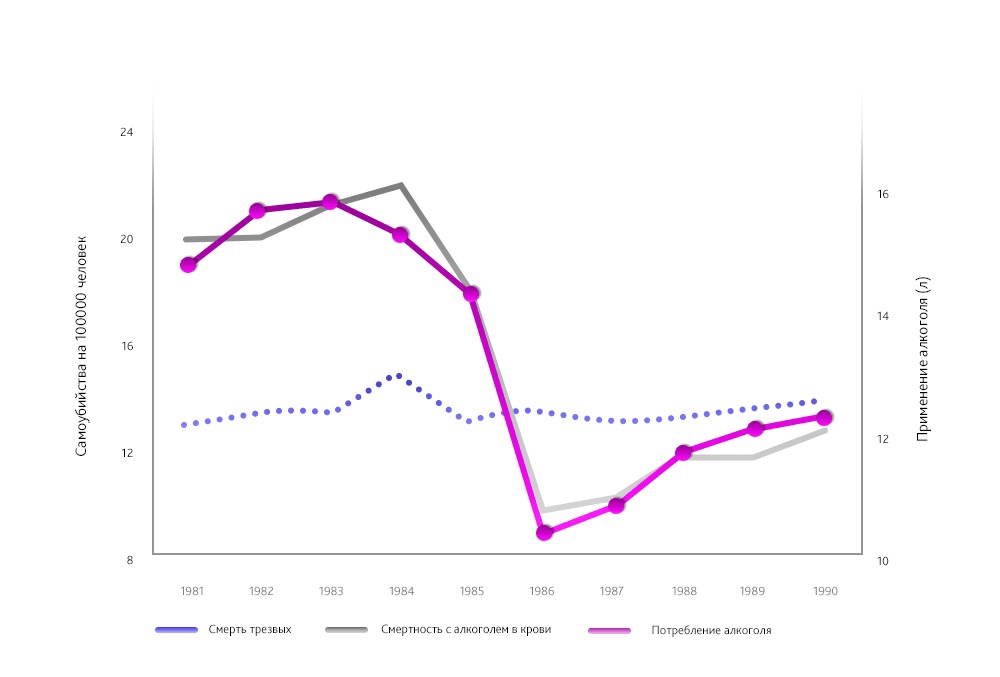 24
20
16
12
8
Самоубийства на 100000 человек
16
14
12
10
Применение алкоголя (л)
1981 1982 1983 1984 1985 1986 1987 1988 1989 1990
Смерть трезвых Смертность с алкоголем в крови Потребление алкоголя